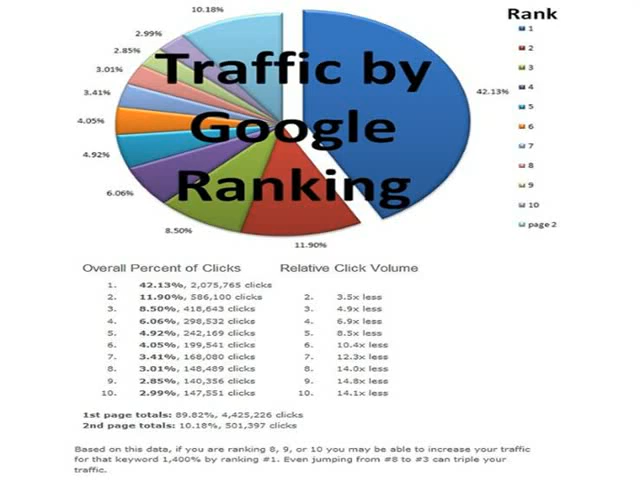 10.18%
2.99%
2.85%
3.01%
3.41%
4.05%
4.92%
6.06%
8.50%
11.90%
42.13%
Traffic by
Google
Ranking
Rank
1
2
3
4
5
6
7
8
9
10
page 2
Overall Percent of Clicks Relative Click Volume
1. 42.13%, 2,075,765 clicks
2. 11.90%, 586,100 clicks 2. 3.5x less
3. 8.50%, 418,643 clicks 3. 4.9x less
4. 6.06%, 298,532 clicks 4. 6.9x less
5. 4.92%, 242,169 clicks 5. 8.5x less
6. 4.05%, 199,541 clicks 6. 10.4x less
7. 3.41%, 168,080 clicks 7. 12.3x less
8. 3.01%, 148,489 clicks 8. 14.0x less
9. 2.85%, 140,356 clicks 9. 14.8x less
10. 2.99%, 147,551 clicks 10. 14.1x less
1st page totals: 89.82%, 4,425,226 clicks
2nd page totals: 10.18%, 501,397 clicks
Based on this data, if you are ranking 8, 9, or 10 you may be able to increase your traffic
for that keyword 1,400% by ranking #1. Even jumping from #8 to #3 can triple your
traffic.